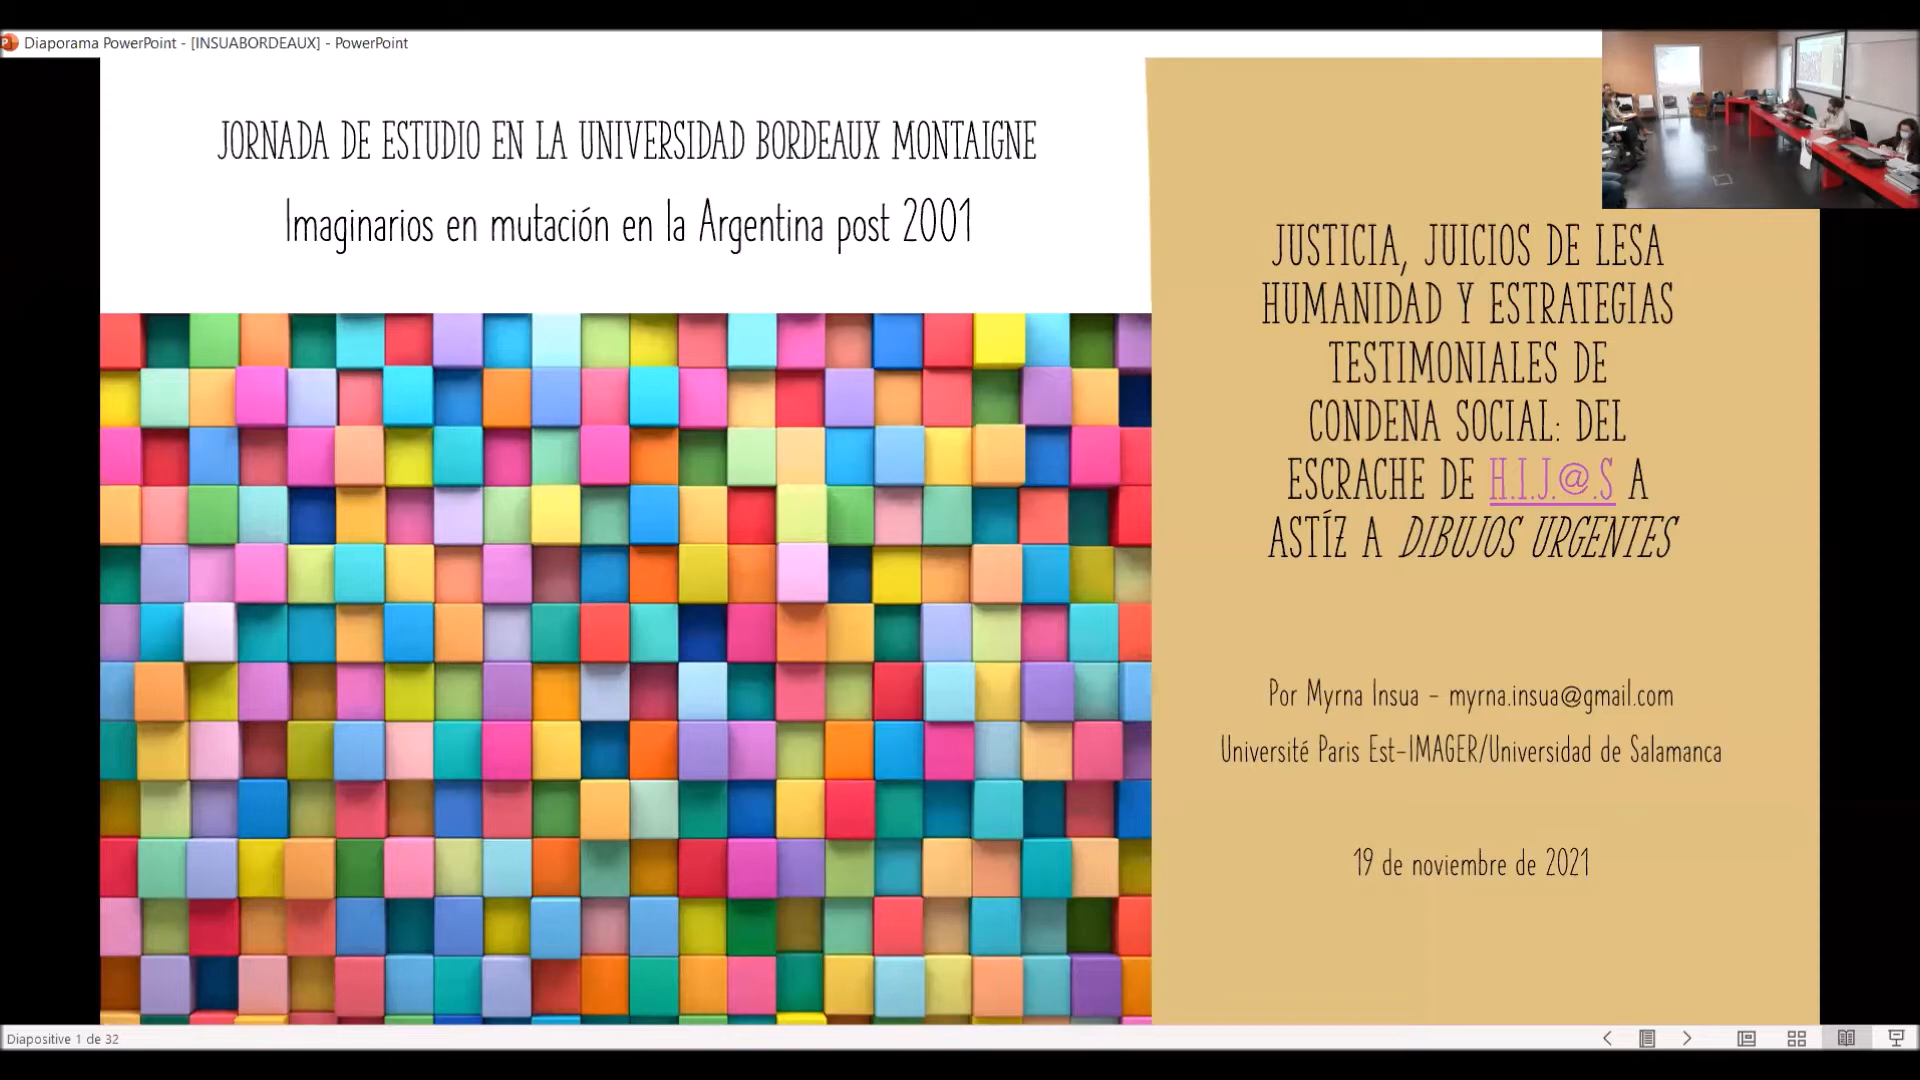 Diaporama PowerPoint - [INSUABORDEAUX] - PowerPoint
JORNADA DE ESTUDIO EN LA UNIVERSIDAD BORDEAUX MONTAIGNE
Imaginarios en mutación en la Argentina post 2001
JUSTICIA, JUICIOS DE LESA
HUMANIDAD Y ESTRATEGIAS
TESTIMONIALES DE
CONDENA SOCIAL: DEL
ESCRACHE DE H.I.J.@.S A
ASTÍZ A DIBUJOS URGENTES
Por Myrna Insua - myrna.insua@gmail.com
Université Paris Est-IMAGER/Universidad de Salamanca
19 de noviembre de 2021
Diapositive 1 de 32